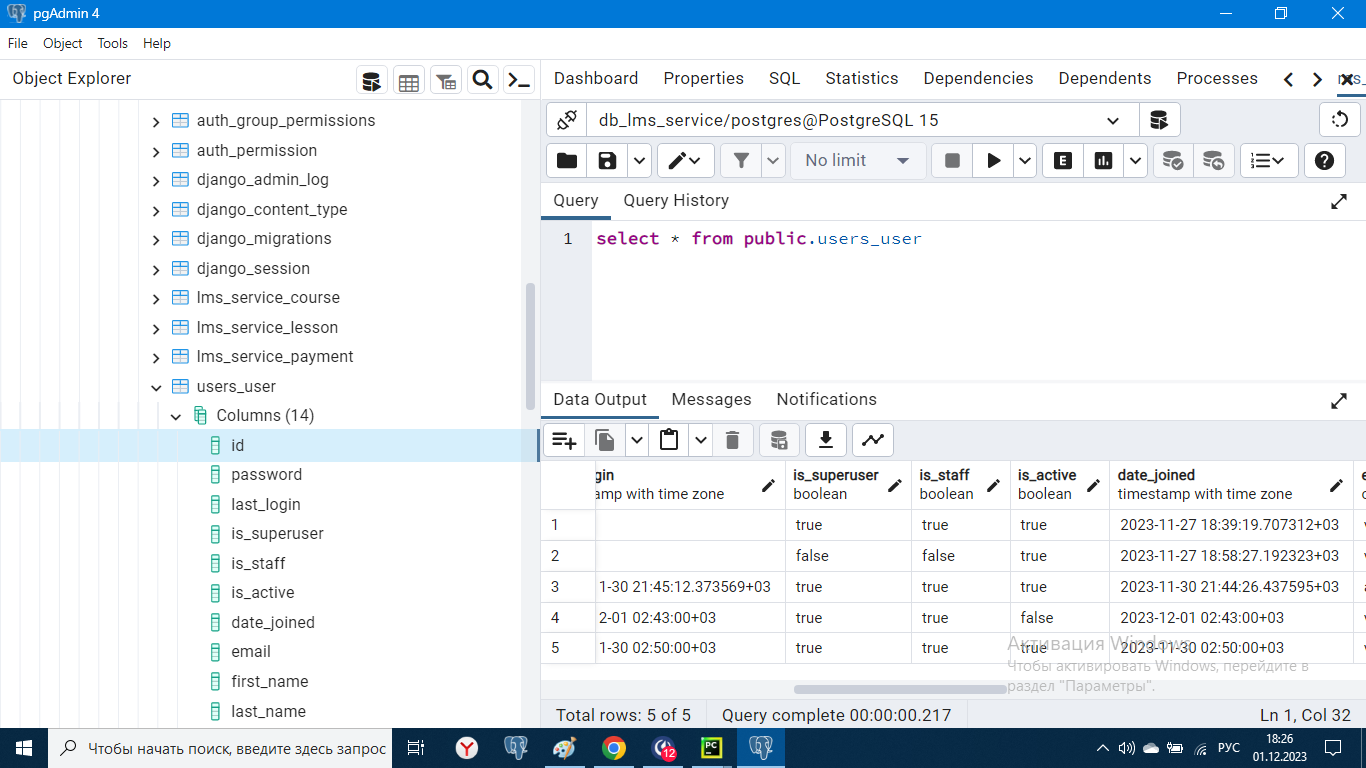 pgAdmin 4
File Object Tools Help
Object Explorer
Dashboard Properties SQL Statistics Dependencies Dependents Processes
auth_group_permissions
auth_permission
django_admin_log
django_content_type
django_migrations
django_session
lms_service_course
lms_service_lesson
lms_service_payment
users_user
Columns (14)
id
password
last_login
is_superuser
is_staff
is_active
date_joined
email
first_name
last_name
db_lms_service/postgres@PostgreSQL 15
No limit
E
Query Query History
1 select * from public.users_user
Data Output Messages Notifications
gin is_superuser is_staff is_active date_joined
amp with time zone boolean boolean boolean timestamp with time zone
1 true true true 2023-11-27 18:39:19.707312+03
2 false false true 2023-11-27 18:58:27.192323+03
3 1-30 21:45:12.373569+03 true true true 2023-11-30 21:44:26.437595+03
4 2-01 02:43:00+03 true true false 2023-12-01 02:43:00+03
5 1-30 02:50:00+03 true true true 2023-11-30 02:50:00+03
Активация Windows
Чтобы активировать Windows, перейдите в
раздел "Параметры".
Total rows: 5 of 5 Query complete 00:00:00.217 Ln 1, Col 32
Чтобы начать поиск, введите здесь запрос
12
PC
РУС
18:26
01.12.2023